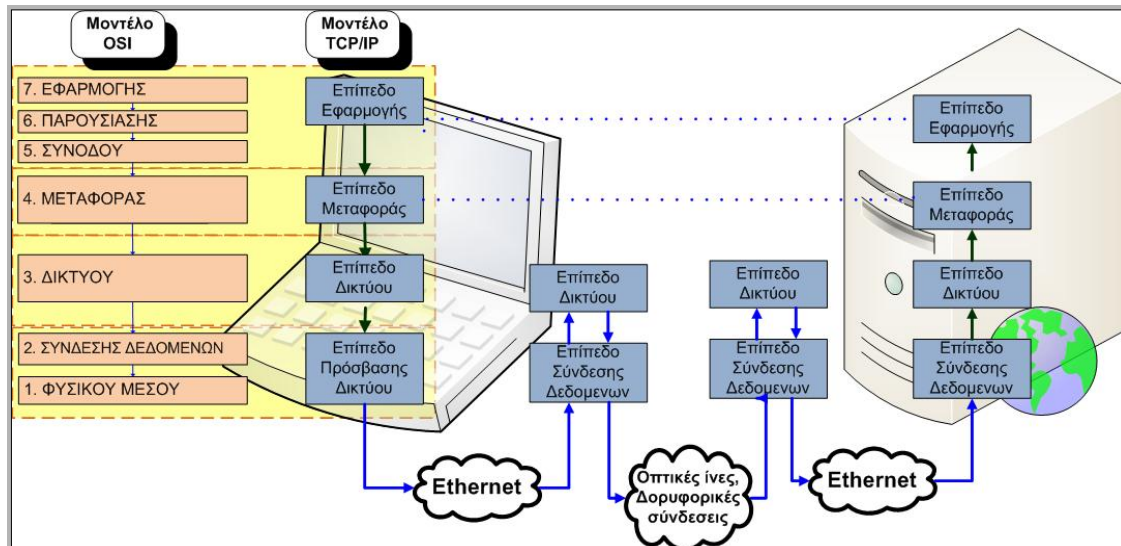 Μοντέλο
OSI
Μοντέλο
TCP/IP
7. ΕΦΑΡΜΟΓΗΣ
6. ΠΑΡΟΥΣΙΑΣΗΣ
5. ΣΥΝΟΔΟΥ
4. ΜΕΤΑΦΟΡΑΣ
3. ΔΙΚΤΥΟΥ
2. ΣΥΝΔΕΣΗΣ ΔΕΔΟΜΕΝΩΝ
1. ΦΥΣΙΚΟΥ ΜΕΣΟΥ
Επίπεδο
Εφαρμογής
Επίπεδο
Μεταφοράς
Επίπεδο
Δικτύου
Επίπεδο
Πρόσβασης
Δικτύου
Ethernet
Επίπεδο
Δικτύου
Επίπεδο
Σύνδεσης
Δεδομενων
Οπτικές ίνες,
Δορυφορικές
σύνδεσεις
Επίπεδο
Δικτύου
Επίπεδο
Σύνδεσης
Δεδομενων
Ethernet
Επίπεδο
Εφαρμογής
Επίπεδο
Μεταφοράς
Επίπεδο
Δικτύου
Επίπεδο
Σύνδεσης
Δεδομενων